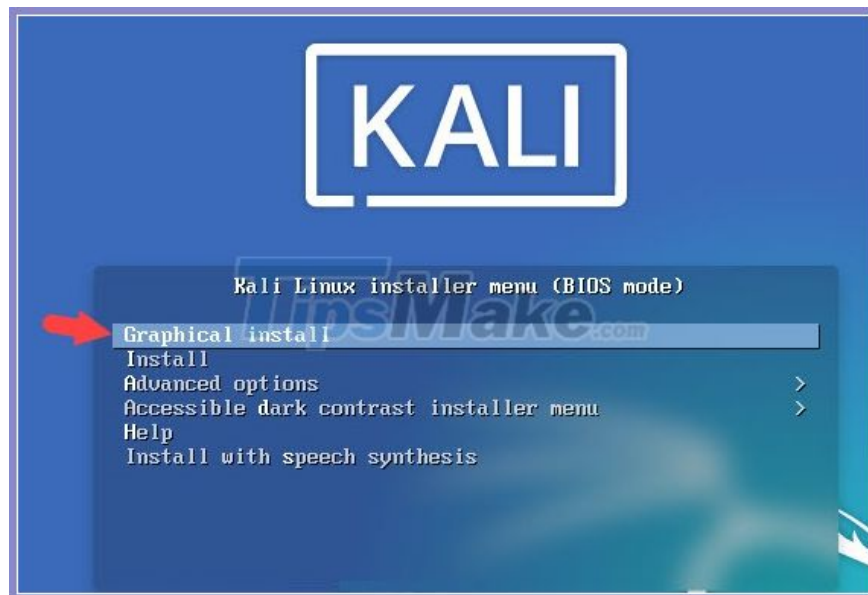 KALI
Kali Linux installer menu (BIOS mode)
TipsMake.com
Graphical install
Install
Advanced options >
Accessible dark contrast installer menu >
Help
Install with speech synthesis